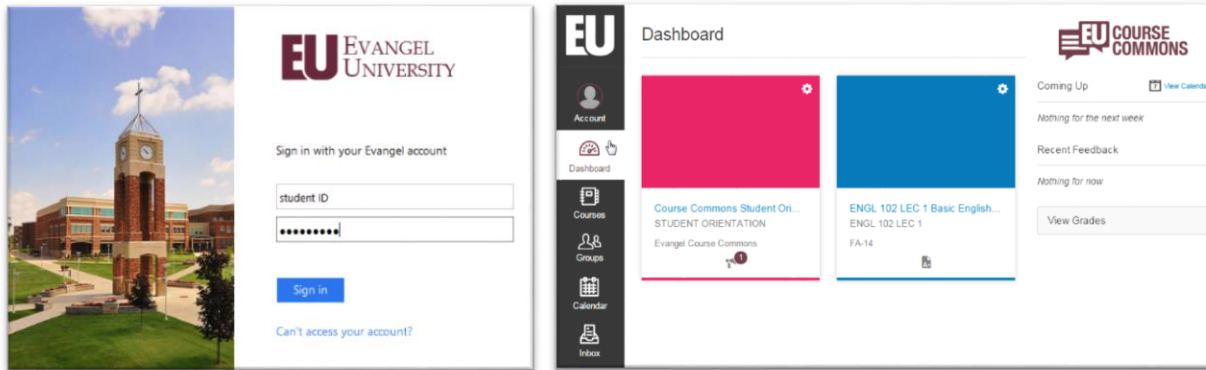 EU EVANGEL
UNIVERSITY
Sign in with your Evangel account
student ID
•••••••••
Sign in
Can't access your account?
EU
Account
Dashboard
Courses
Groups
Calendar
Inbox
Dashboard
Course Commons Student Ori...
STUDENT ORIENTATION
Evangel Course Commons
1
ENGL 102 LEC 1 Basic English...
ENGL 102 LEC 1
FA-14
EU COURSE
COMMONS
Coming Up
View Calenda
Nothing for the next week
Recent Feedback
Nothing for now
View Grades